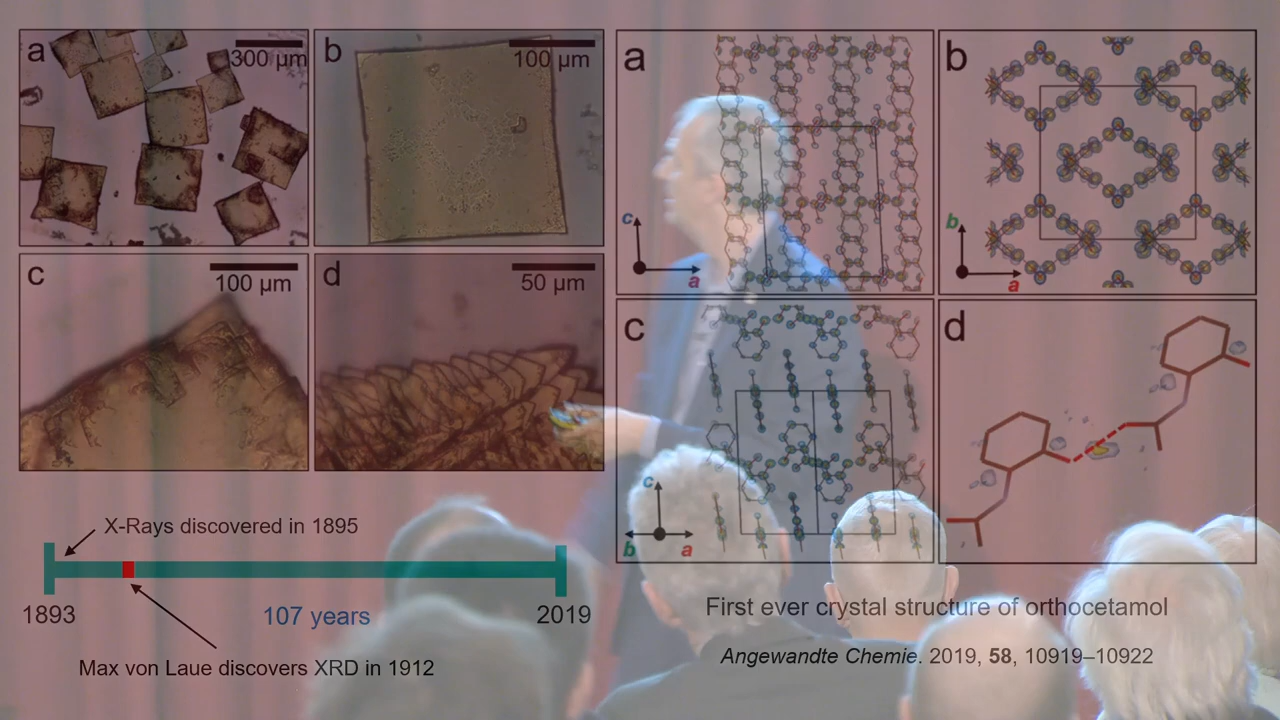 a
300 µm
b
100 µm
c
100 µm
d
50 µm
X-Rays discovered in 1895
1893
107 years
2019
Max von Laue discovers XRD in 1912
a
c
a
b
b
a
c
c
b
a
d
First ever crystal structure of orthocetamol
Angewandte Chemie. 2019, 58, 10919–10922